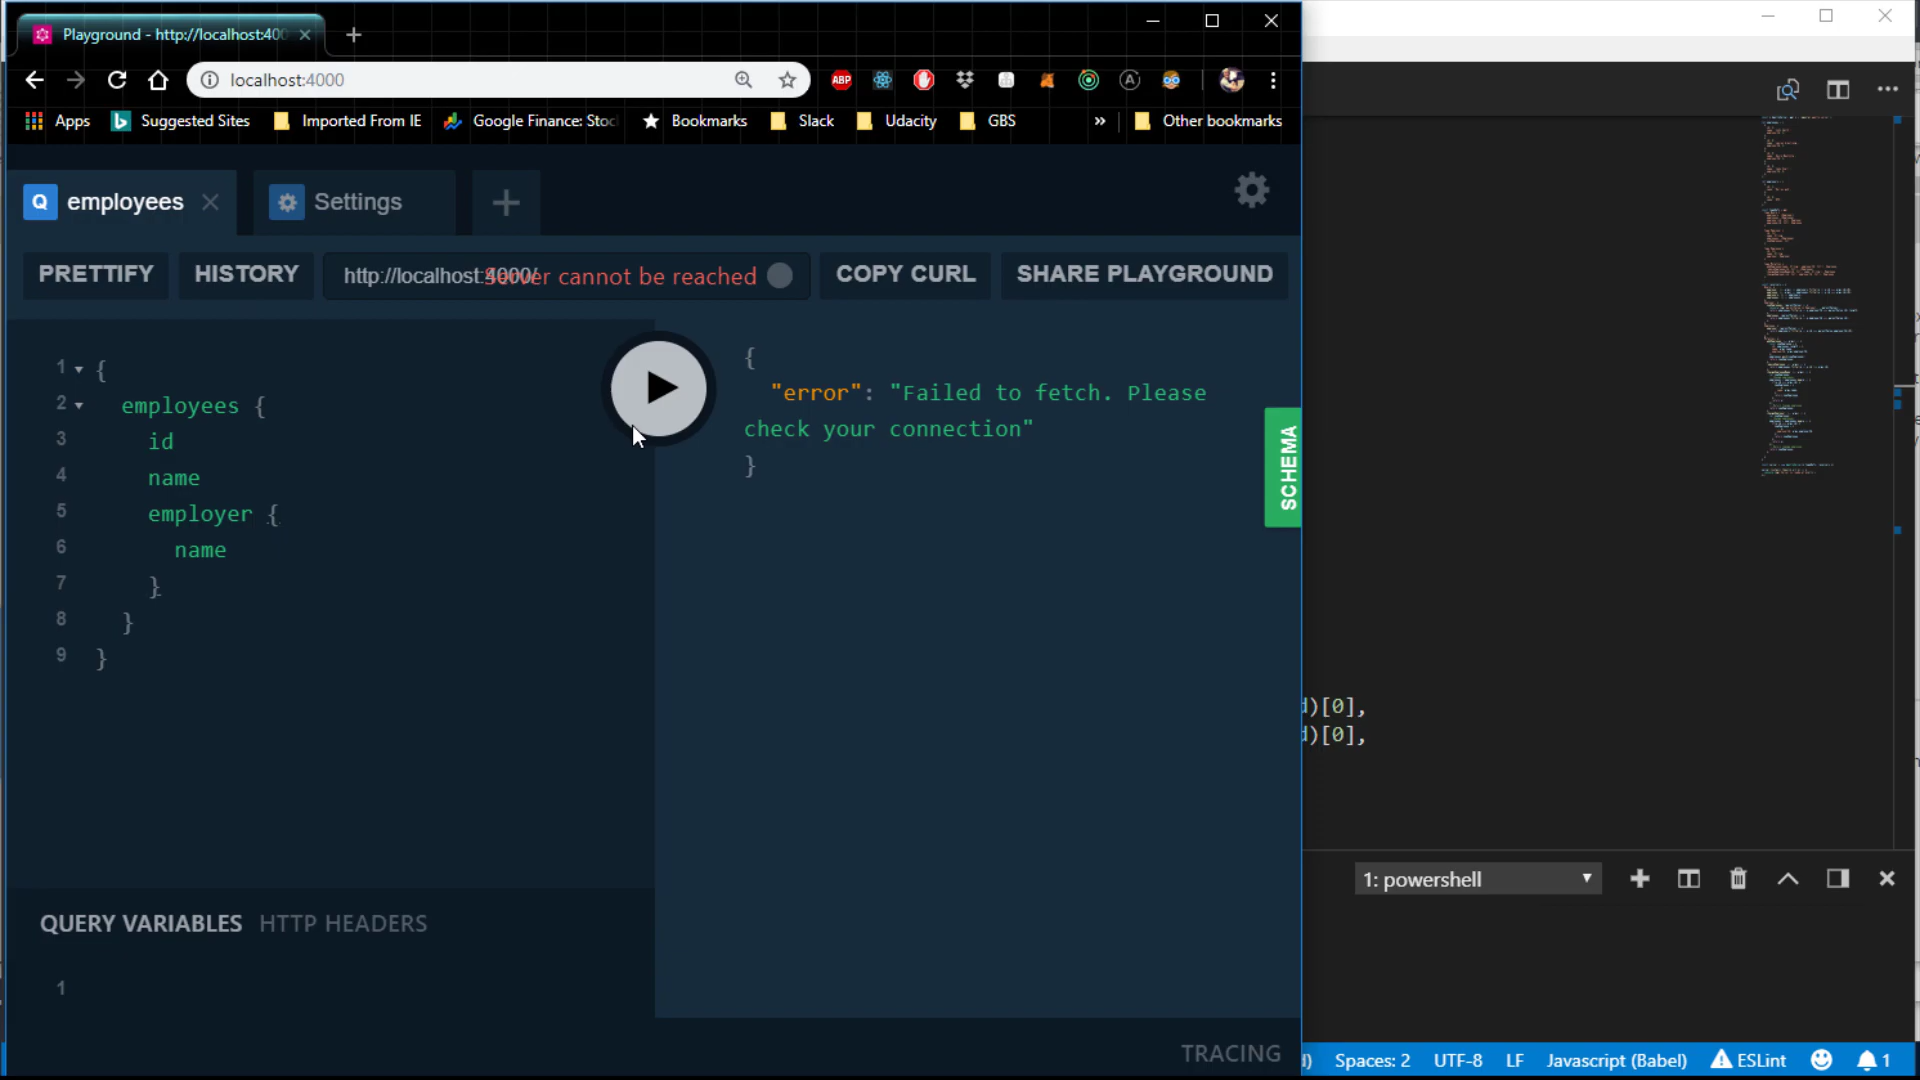 Playground - http://localhost:400
localhost:4000
ABP
Apps
Suggested Sites
Imported From IE
Google Finance: Stoc
Bookmarks
Slack
Udacity
GBS
»
Other bookmarks
Q employees
Settings
PRETTIFY
HISTORY
http://localhost:4000/
Server cannot be reached
COPY CURL
SHARE PLAYGROUND
1 {
2 employees {
3 id
4 name
5 employer {
6 name
7 }
8 }
9 }
{
"error": "Failed to fetch. Please
check your connection"
}
SCHEMA
QUERY VARIABLES
HTTP HEADERS
1
TRACING
d)[0],
d)[0],
1: powershell
Spaces: 2
UTF-8
LF
Javascript (Babel)
ESLint
1